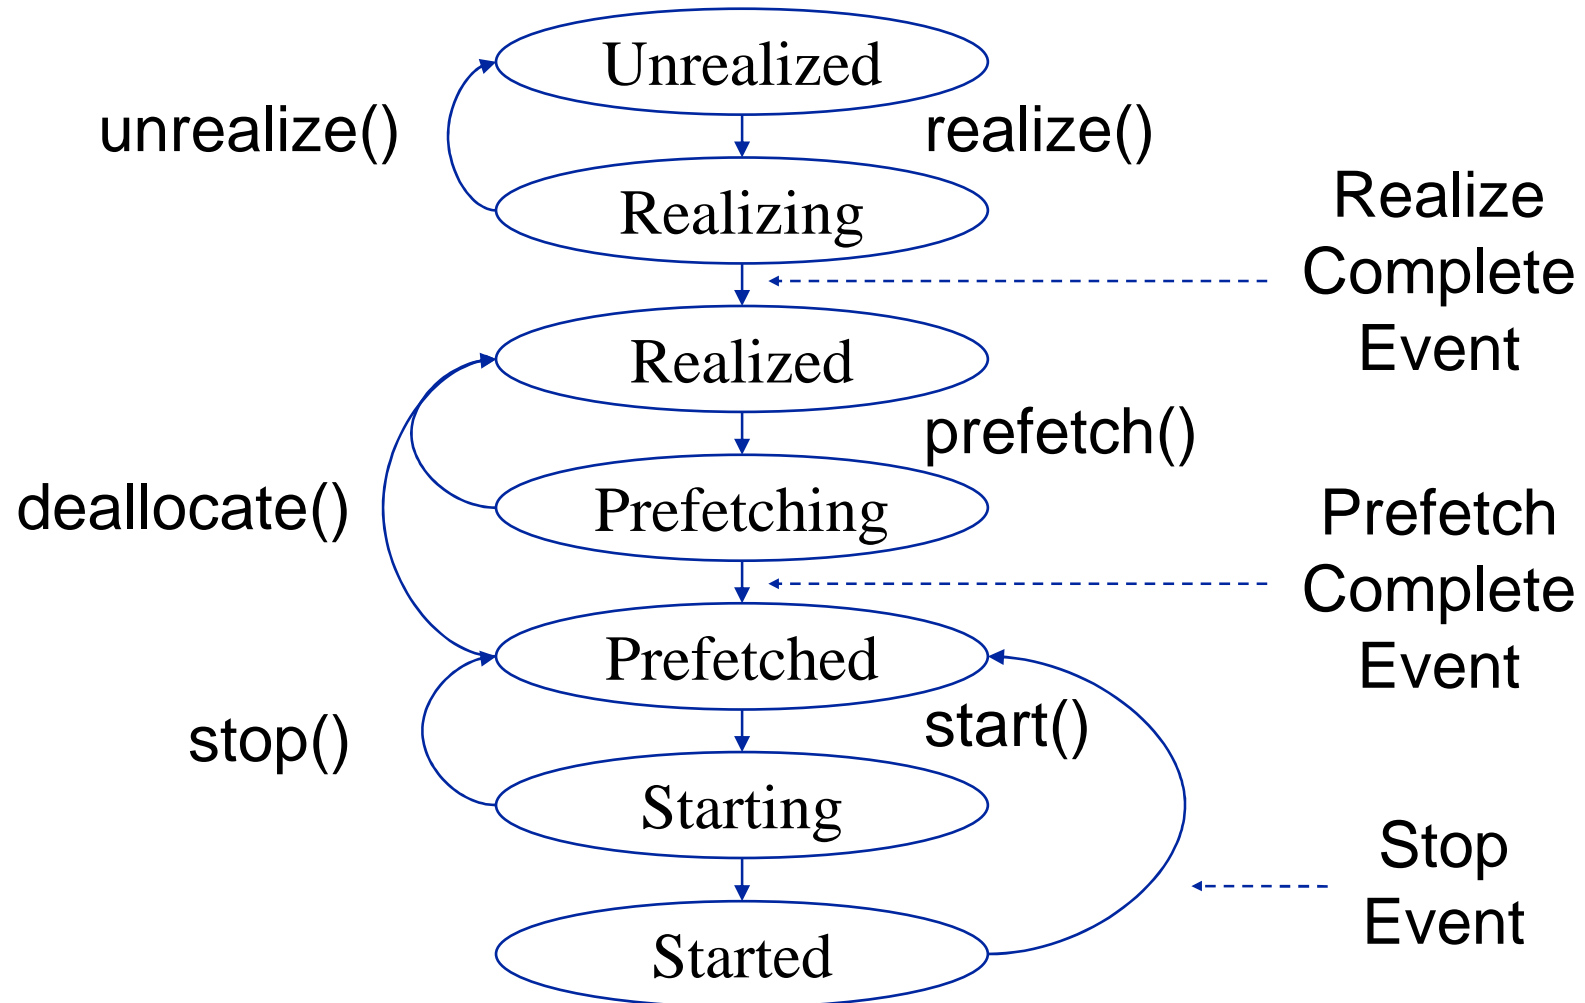 Unrealized
unrealize()
realize()
Realizing
Realize
Complete
Event
Realized
prefetch()
deallocate()
Prefetching
Prefetch
Complete
Event
Prefetched
stop()
start()
Starting
Stop
Event
Started